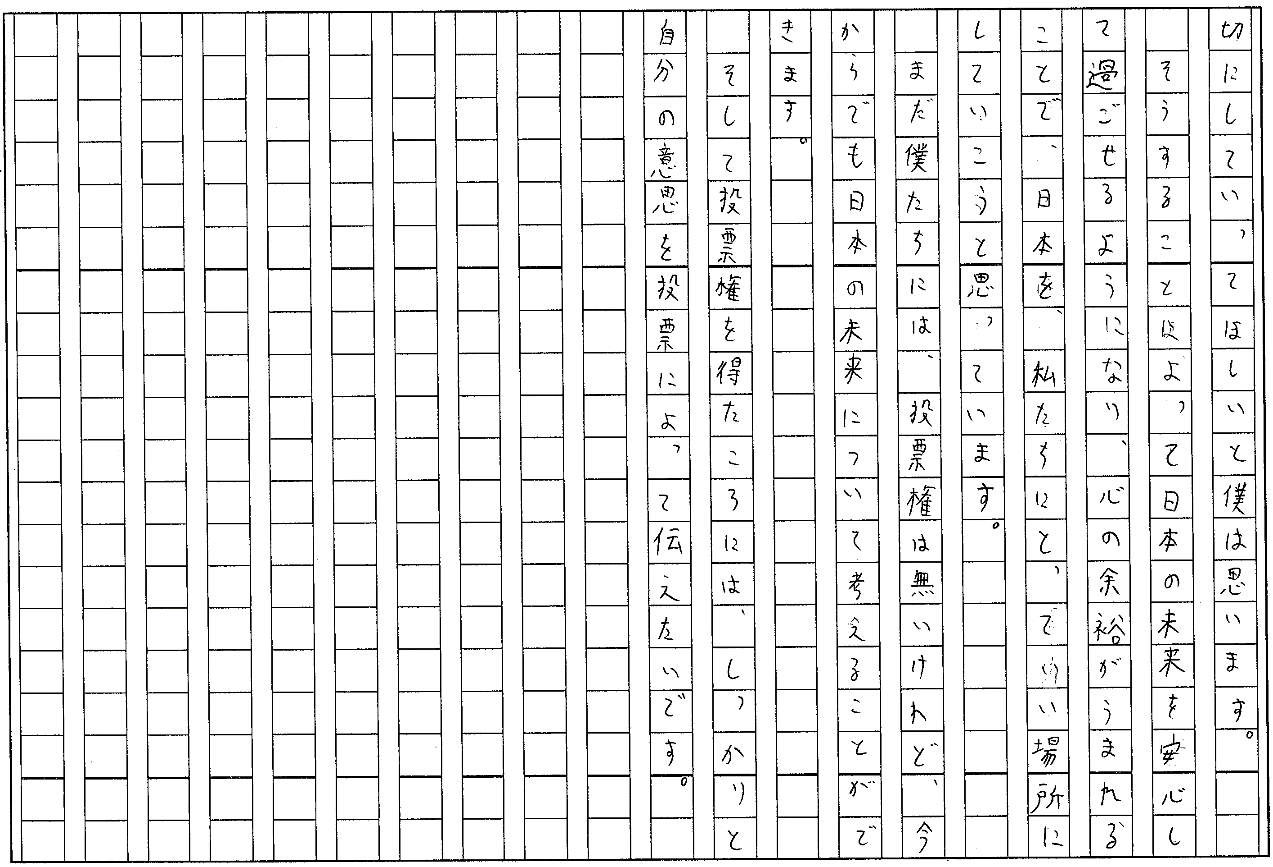 切にしていってほしいと僕は思います。
そうすることによって日本の未来を安心し
て過ごせるようになり、心の余裕がうまれる
ことで、日本を、私たちにとっていい場所に
していこうと思っています。
まだ僕たちには、投票権は無いけれど、今
からでも日本の未来について考えることがで
きます。
そして投票権を得たころには、しっかりと
自分の意思を投票によって伝えたいです。